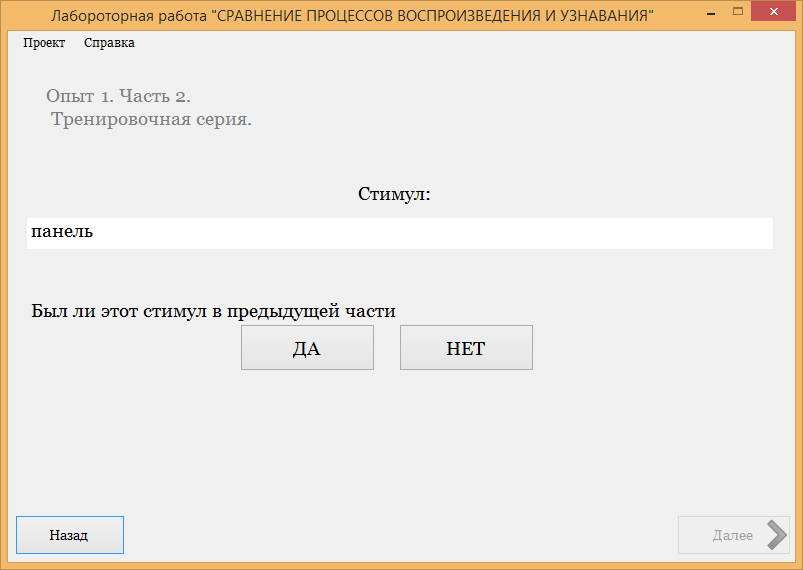 Лабороторная работа "СРАВНЕНИЕ ПРОЦЕССОВ ВОСПРОИЗВЕДЕНИЯ И УЗНАВАНИЯ"
Проект Справка
Опыт 1. Часть 2.
Тренировочная серия.
Стимул:
панель
Был ли этот стимул в предыдущей части
ДА НЕТ
Назад Далее